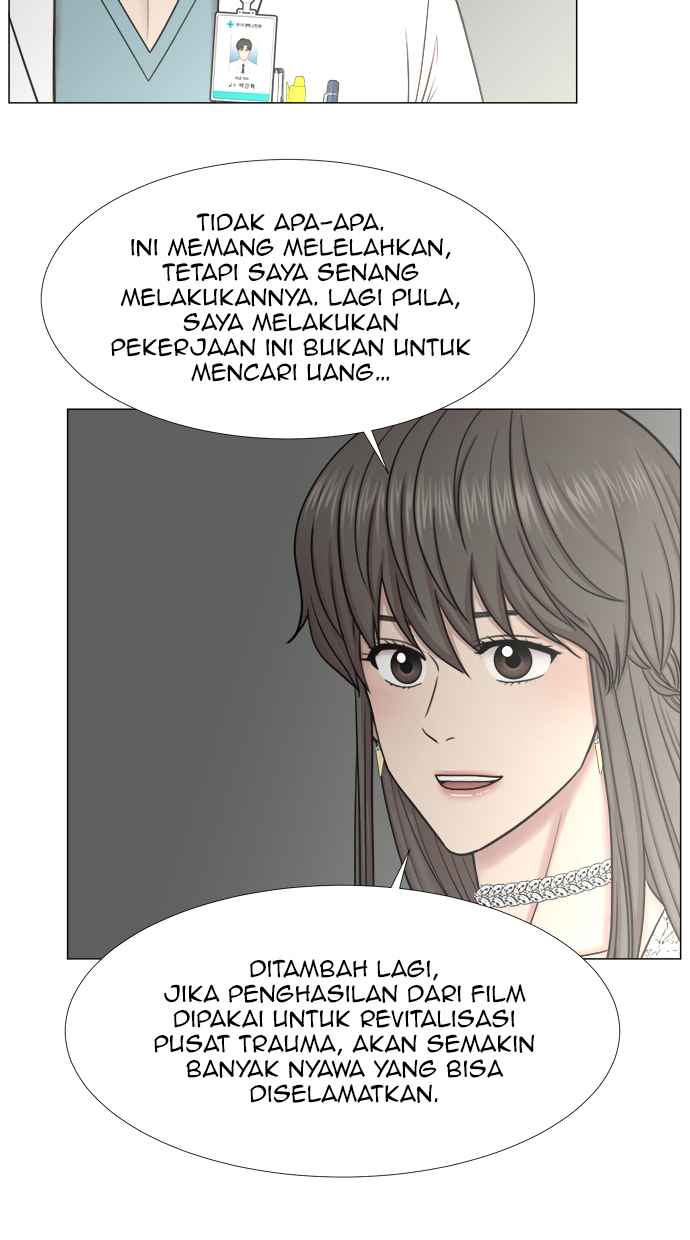 TIDAK APA-APA.
INI MEMANG MELELAHKAN,
TETAPI SAYA SENANG
MELAKUKANNYA. LAGI PULA,
SAYA MELAKUKAN
PEKERJAAN INI BUKAN UNTUK
MENCARI UANG...
DITAMBAH LAGI,
JIKA PENGHASILAN DARI FILM
DIPAKAI UNTUK REVITALISASI
PUSAT TRAUMA, AKAN SEMAKIN
BANYAK NYAWA YANG BISA
DISELAMATKAN.